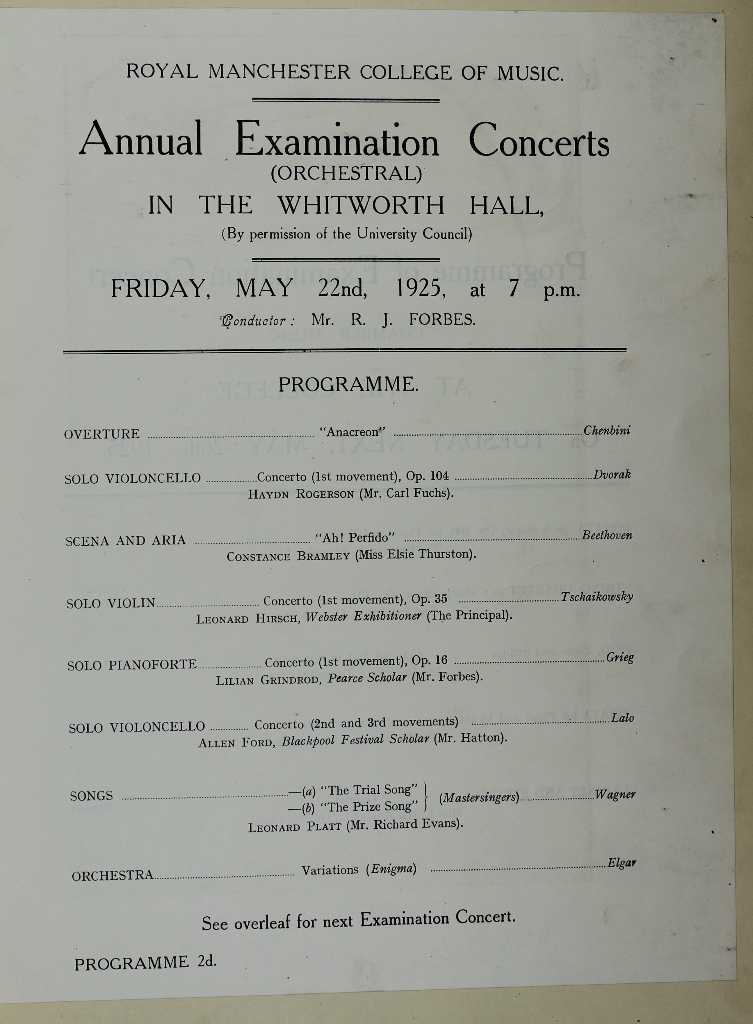 ROYAL MANCHESTER COLLEGE OF MUSIC.
Annual Examination Concerts
(ORCHESTRAL)
IN THE WHITWORTH HALL,
(By permission of the University Council)
FRIDAY, MAY 22nd, 1925, at 7 p.m.
Conductor: Mr. R. J. FORBES.
PROGRAMME.
OVERTURE "Anacreon" Chenbini
SOLO VIOLONCELLO Concerto (1st movement), Op. 104 Dvorak
HAYDN ROGERSON (Mr. Carl Fuchs).
SCENA AND ARIA "Ah! Perfido" Beethoven
CONSTANCE BRAMLEY (Miss Elsie Thurston).
SOLO VIOLIN Concerto (1st movement), Op. 35 Tschaikowsky
LEONARD HIRSCH, Webster Exhibitioner (The Principal).
SOLO PIANOFORTE Concerto (1st movement), Op. 16 Grieg
LILIAN GRINDROD, Pearce Scholar (Mr. Forbes).
SOLO VIOLONCELLO Concerto (2nd and 3rd movements) Lalo
ALLEN FORD, Blackpool Festival Scholar (Mr. Hatton).
SONGS —(a) "The Trial Song"
—(b) "The Prize Song" (Mastersingers) Wagner
LEONARD PLATT (Mr. Richard Evans).
ORCHESTRA Variations (Enigma) Elgar
See overleaf for next Examination Concert.
PROGRAMME 2d.